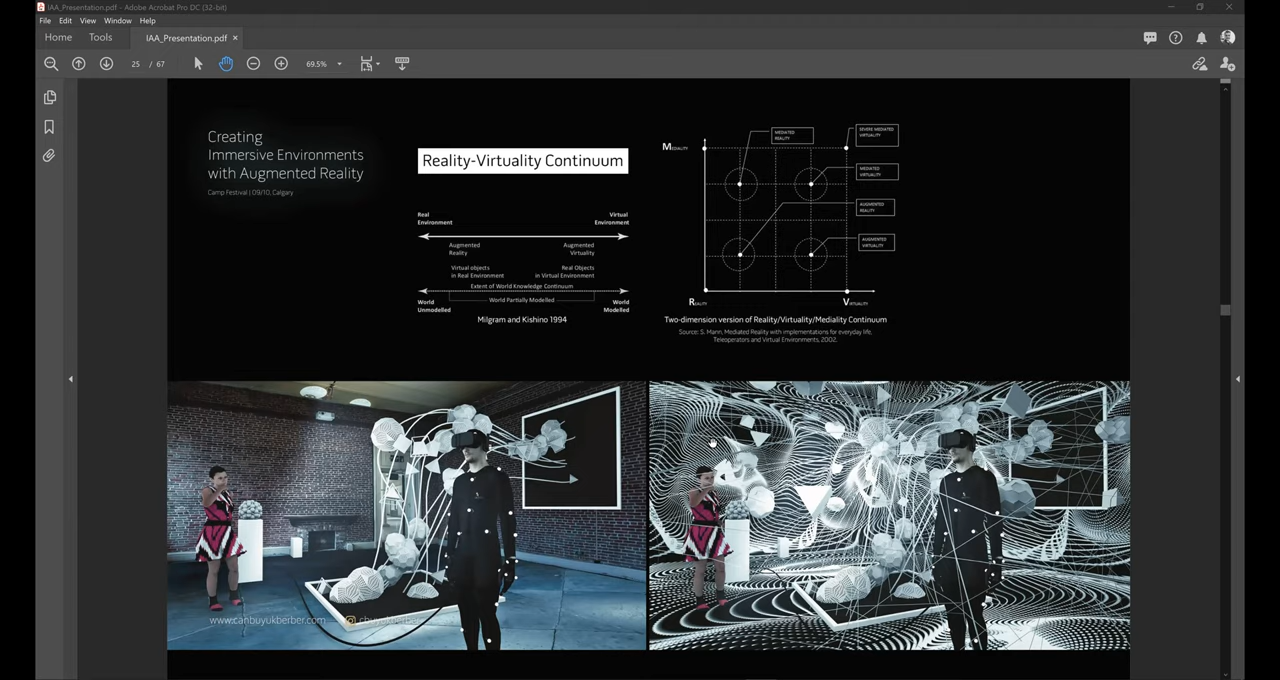 IAA_Presentation.pdf - Adobe Acrobat Pro DC (32-bit)
File Edit View Window Help
Home Tools IAA_Presentation.pdf ×
25 / 67 69.5%
Creating
Immersive Environments
with Augmented Reality
Camp Festival | 09/10, Calgary
Reality-Virtuality Continuum
Real
Environment
Virtual
Environment
Augmented
Reality
Augmented
Virtuality
Virtual objects
in Real Environment
Real Objects
in Virtual Environment
Extent of World Knowledge Continuum
World Partially Modelled
World
Unmodelled
World
Modelled
Milgram and Kishino 1994
MEDIALITY
MEDIATED
REALITY
SEVERE MEDIATED
VIRTUALITY
MEDIATED
VIRTUALITY
AUGMENTED
REALITY
AUGMENTED
VIRTUALITY
REALITY
VIRTUALITY
Two-dimension version of Reality/Virtuality/Mediality Continuum
Source: S. Mann, Mediated Reality with implementations for everyday life,
Teleoperators and Virtual Environments, 2002.
www.canbuyukberber.com cbuyukberber